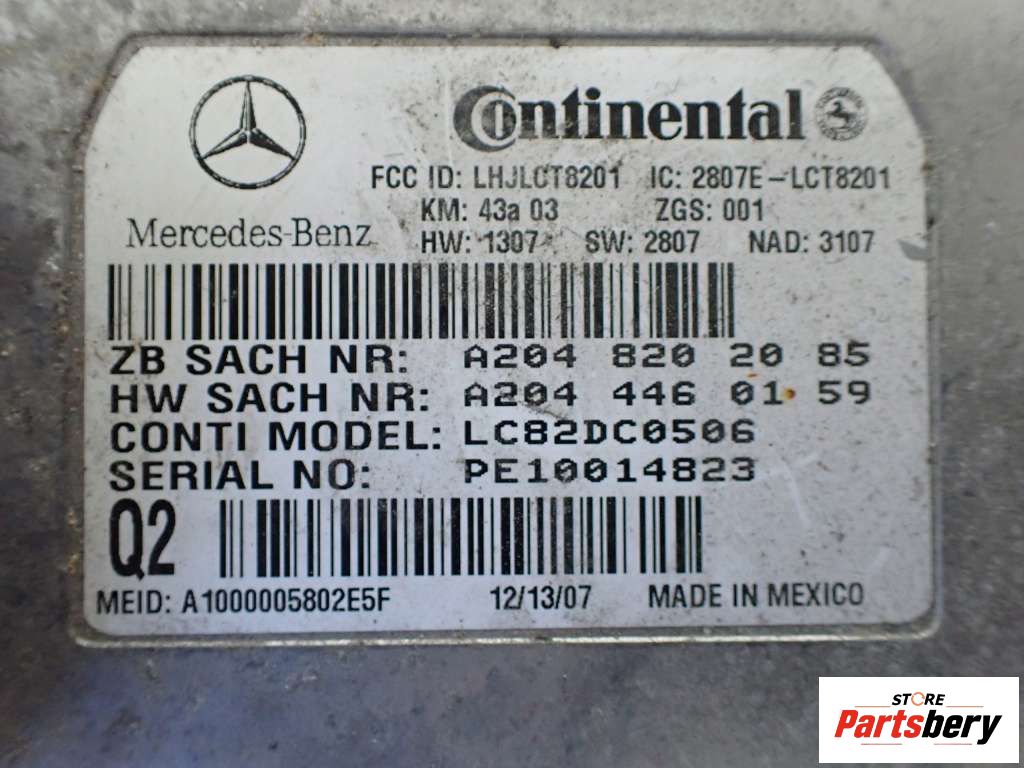 Continental
FCC ID: LHJLCT8201 IC: 2807E-LCT8201
KM: 43a 03 ZGS: 001
Mercedes-Benz HW: 1307 SW: 2807 NAD: 3107
ZB SACH NR: A204 820 20 85
HW SACH NR: A204 446 01 59
CONTI MODEL: LC82DC0506
SERIAL NO: PE10014823
Q2
MEID: A1000005802E5F 12/13/07 MADE IN MEXICO
STORE
Partsbery